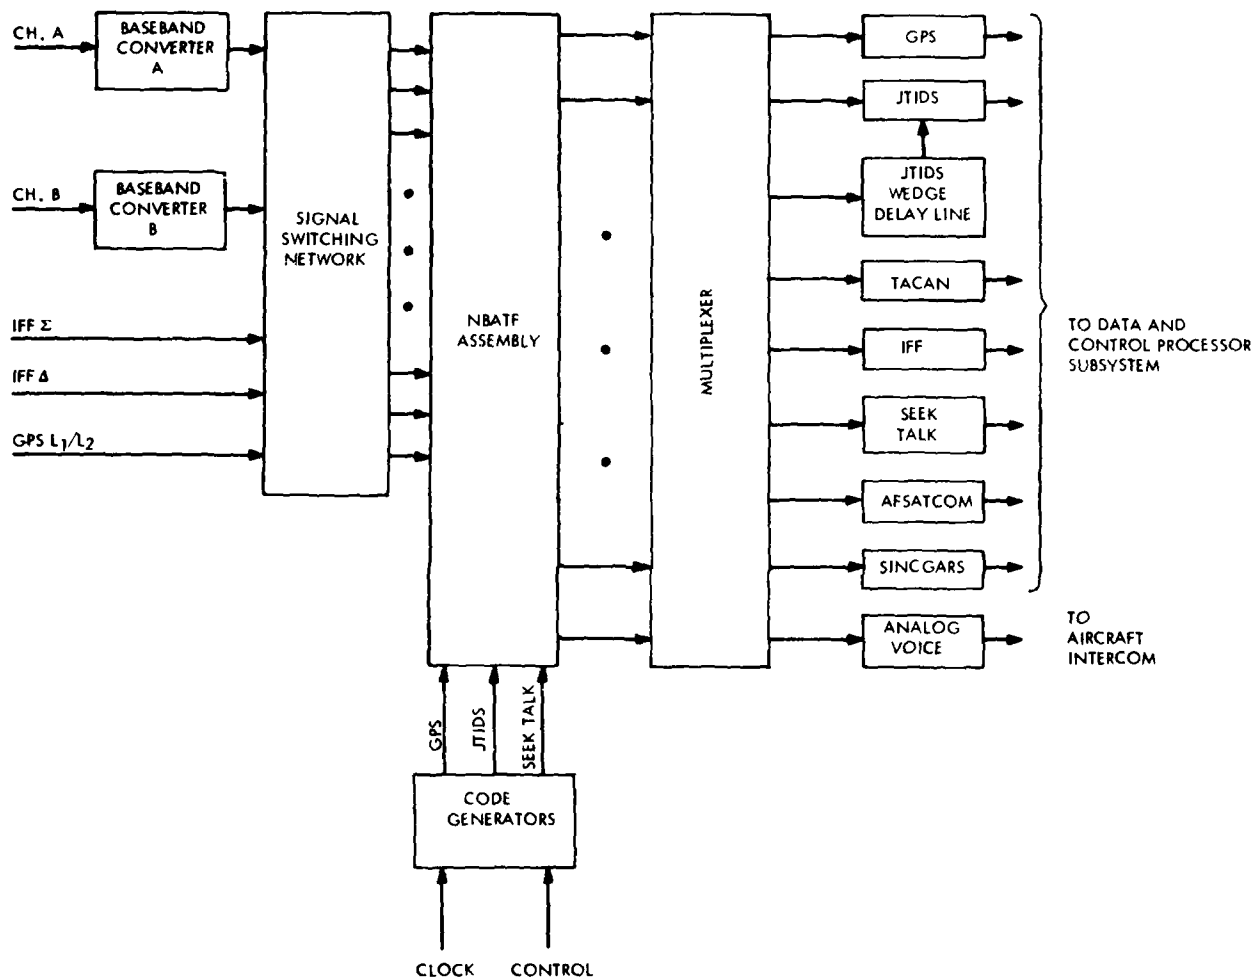 CH. A
BASEBAND
CONVERTER
A
CH. B
BASEBAND
CONVERTER
B
IFF Σ
IFF Δ
GPS L1/L2
SIGNAL
SWITCHING
NETWORK
NBATF
ASSEMBLY
MULTIPLEXER
GPS
JTIDS
JTIDS
WEDGE
DELAY LINE
TACAN
IFF
SEEK
TALK
AFSATCOM
SINCGARS
ANALOG
VOICE
TO DATA AND
CONTROL PROCESSOR
SUBSYSTEM
TO
AIRCRAFT
INTERCOM
GPS
JTIDS
SEEK TALK
CODE
GENERATORS
CLOCK
CONTROL